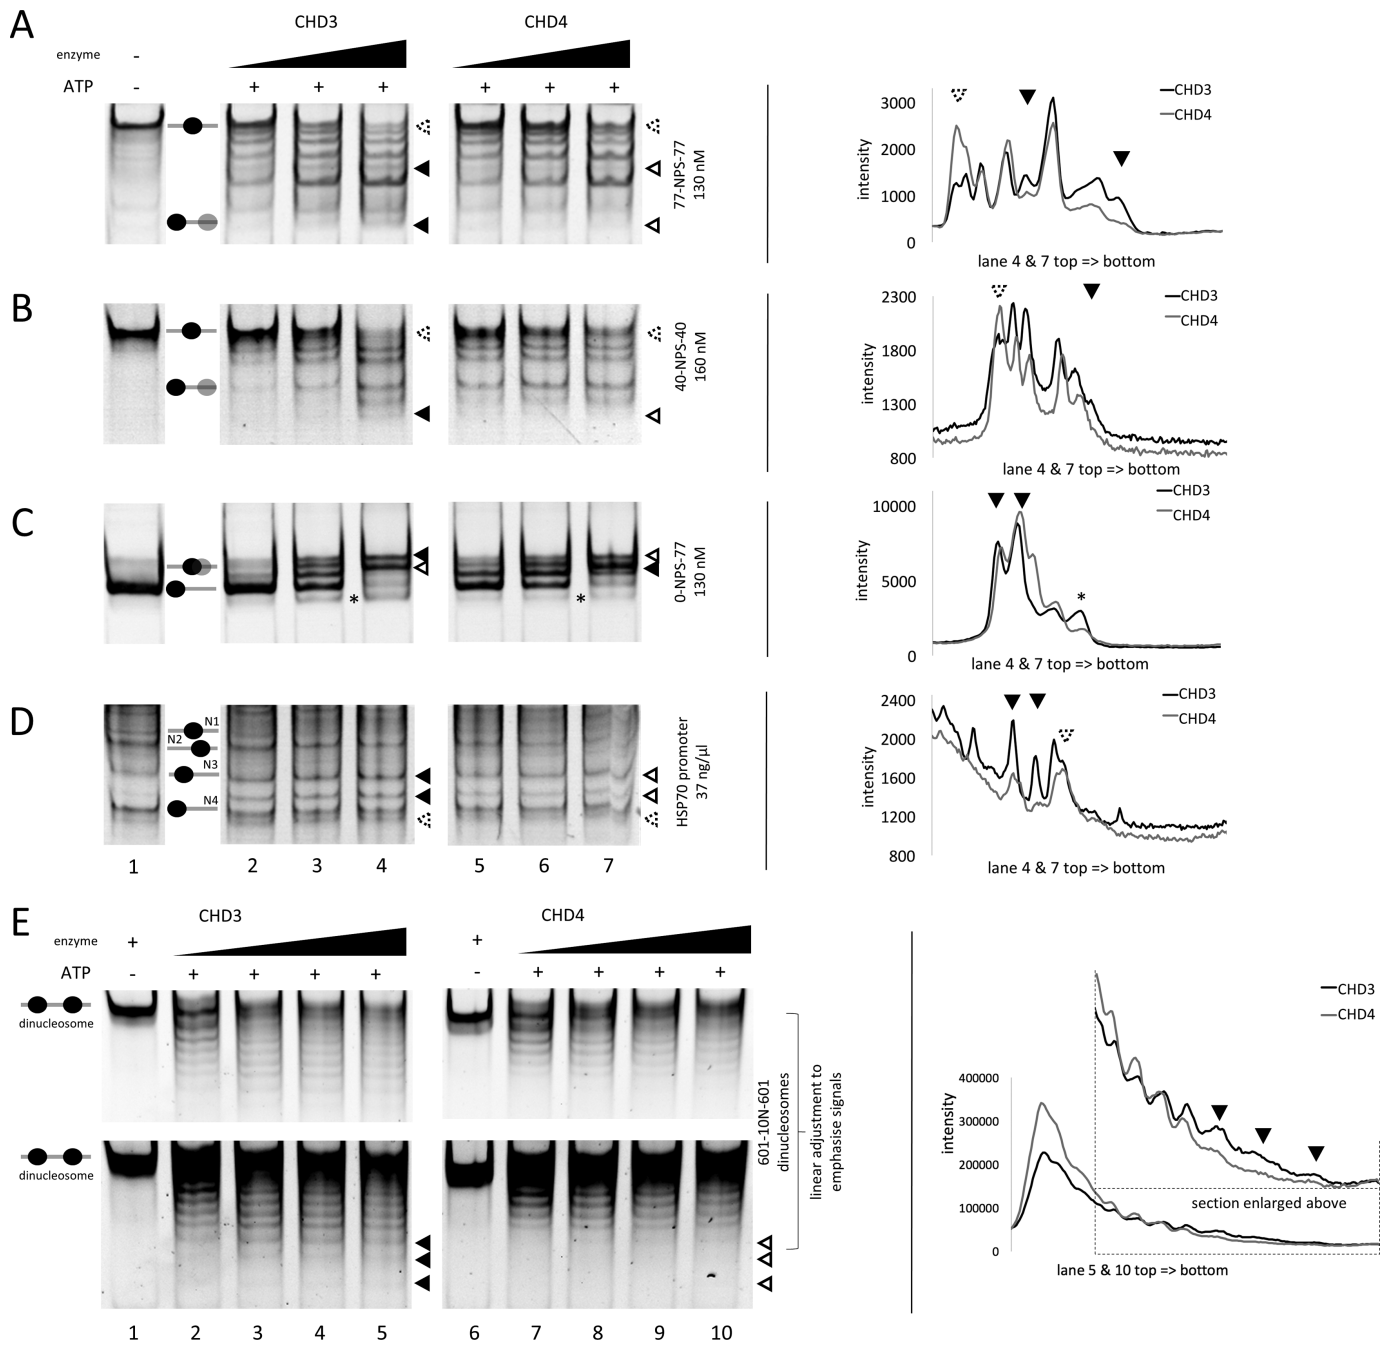 A
CHD3
CHD4
enzyme
-
ATP
-
+
+
+
+
+
+
77-NPS-77
130 nM
3000
2000
1000
0
intensity
CHD3
CHD4
lane 4 & 7 top => bottom
B
40-NPS-40
160 nM
2300
1800
1300
800
intensity
CHD3
CHD4
lane 4 & 7 top => bottom
C
*
*
0-NPS-77
130 nM
10000
5000
0
intensity
CHD3
CHD4
*
lane 4 & 7 top => bottom
D
N1
N2
N3
N4
HSP70 promoter
37 ng/µl
1
2
3
4
5
6
7
2400
2000
1600
1200
800
intensity
CHD3
CHD4
lane 4 & 7 top => bottom
E
CHD3
CHD4
enzyme
+
+
ATP
-
+
+
+
+
-
+
+
+
+
dinucleosome
dinucleosome
601-10N-601
dinucleosomes
linear adjustment to
emphasise signals
1
2
3
4
5
6
7
8
9
10
CHD3
CHD4
400000
300000
200000
100000
0
intensity
section enlarged above
lane 5 & 10 top => bottom